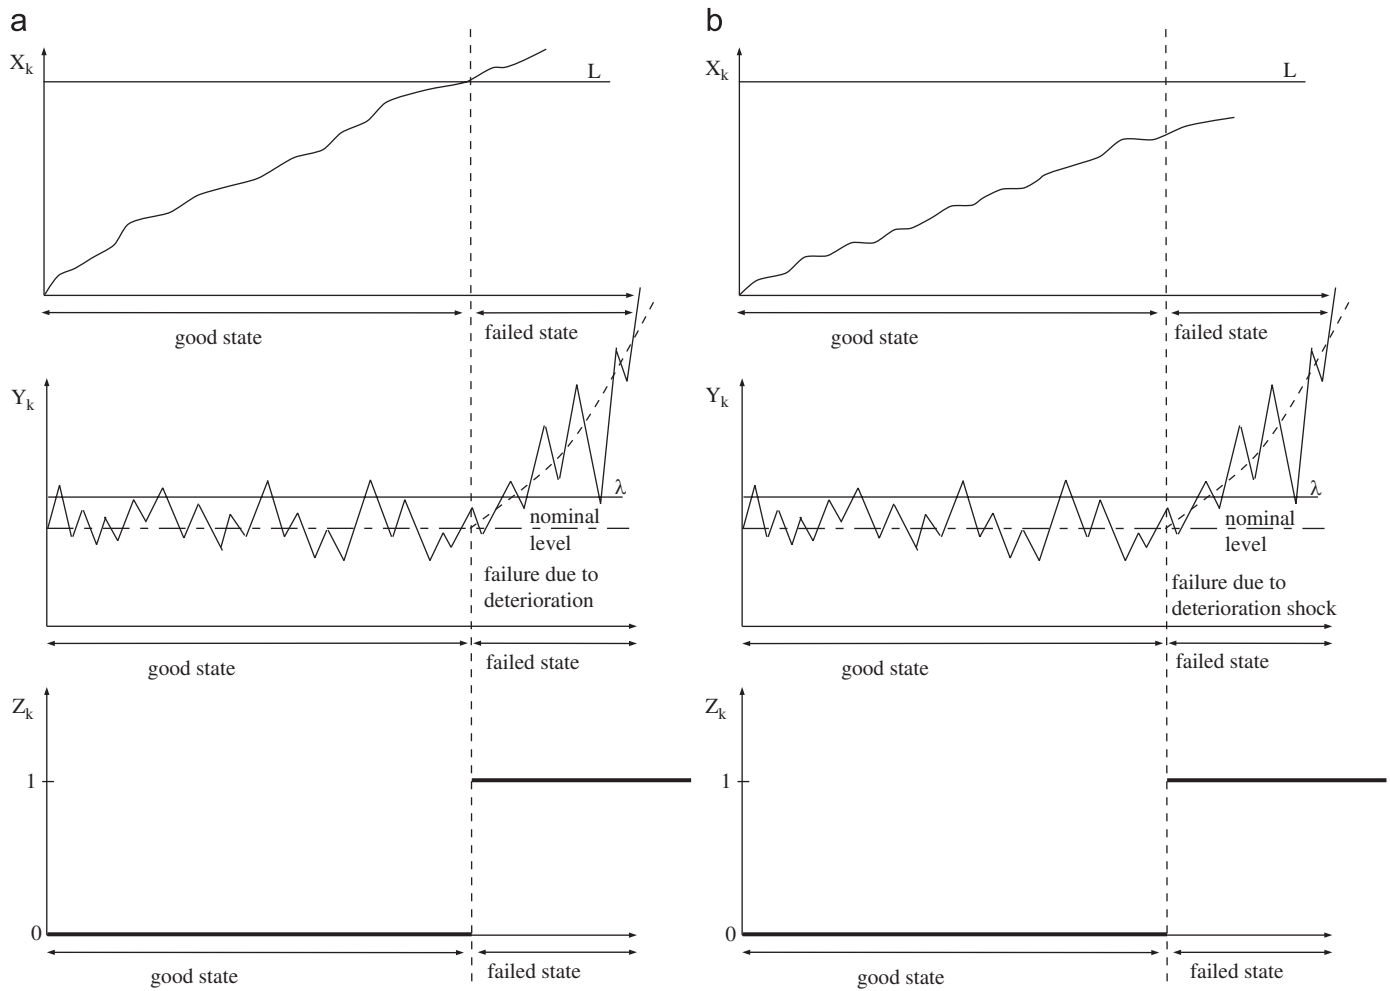 a
X_k
L
good state
failed state
Y_k
λ
nominal
level
failure due to
deterioration
good state
failed state
Z_k
1
0
good state
failed state
b
X_k
L
good state
failed state
Y_k
λ
nominal
level
failure due to
deterioration shock
good state
failed state
Z_k
1
0
good state
failed state